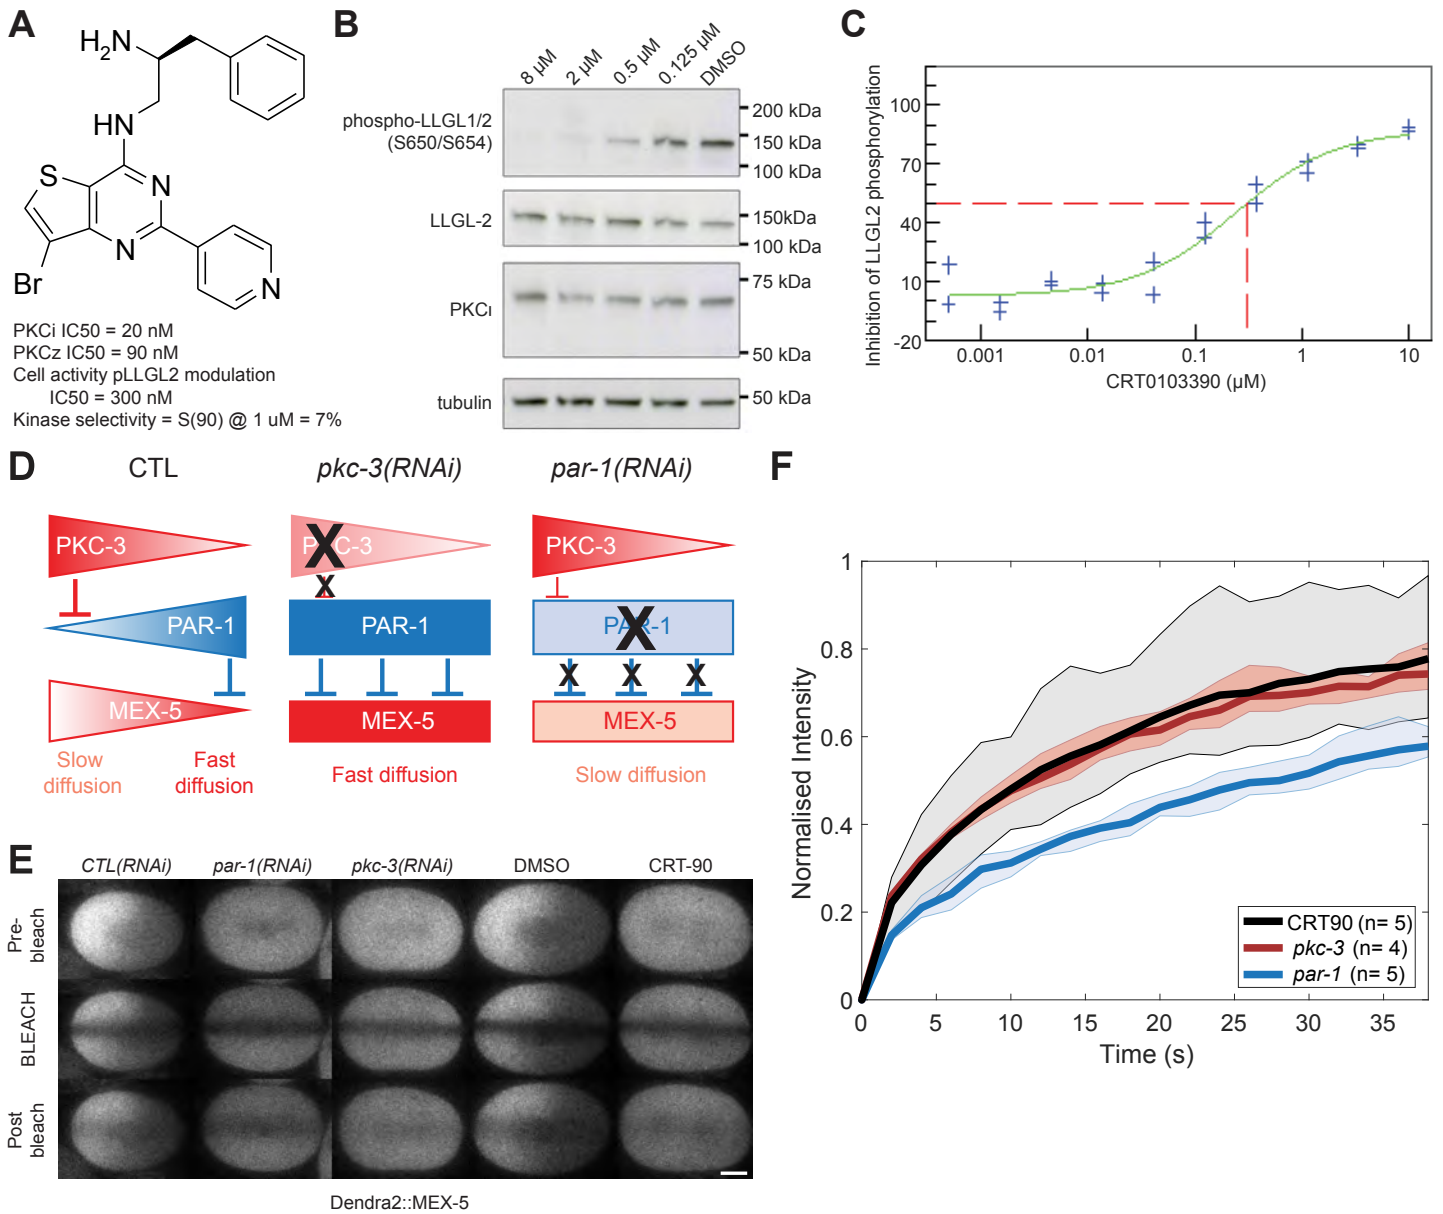 A
H2N
HN
S
N
N
Br
N
PKCi IC50 = 20 nM
PKCz IC50 = 90 nM
Cell activity pLLGL2 modulation
IC50 = 300 nM
Kinase selectivity = S(90) @ 1 uM = 7%
B
8 µM
2 µM
0.5 µM
0.125 µM
DMSO
phospho-LLGL1/2
(S650/S654)
200 kDa
150 kDa
100 kDa
LLGL-2
150kDa
100 kDa
PKCι
75 kDa
50 kDa
tubulin
50 kDa
C
Inhibition of LLGL2 phosphorylation
100
70
40
10
-20
0.001
0.01
0.1
1
10
CRT0103390 (µM)
D
CTL
pkc-3(RNAi)
par-1(RNAi)
PKC-3
PAR-1
MEX-5
Slow
diffusion
Fast
diffusion
X
PKC-3
X
PAR-1
MEX-5
Fast diffusion
PKC-3
PAR-1
X
X
X
X
MEX-5
Slow diffusion
E
CTL(RNAi)
par-1(RNAi)
pkc-3(RNAi)
DMSO
CRT-90
Pre-
bleach
BLEACH
Post
bleach
Dendra2::MEX-5
F
Normalised Intensity
1
0.8
0.6
0.4
0.2
0
0
5
10
15
20
25
30
35
Time (s)
CRT90 (n= 5)
pkc-3 (n= 4)
par-1 (n= 5)